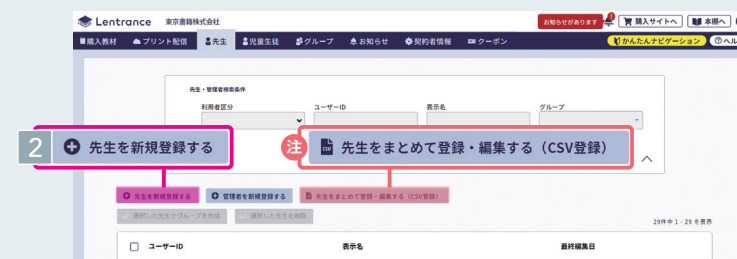 Lentrance 東京書籍株式会社 お知らせがあります 購入サイトへ 本棚へ
購入教材 プリント配信 先生 児童生徒 グループ お知らせ 契約者情報 クーポン かんたんナビゲーション ヘル
先生・管理者検索条件
利用者区分 ユーザーID 表示名 グループ
2 先生を新規登録する 注 CSV 先生をまとめて登録・編集する（CSV登録）
先生を新規登録する 管理者を新規登録する 先生をまとめて登録・編集する（CSV登録）
選択した先生でグループを作成 選択した先生を削除
29件中 1 - 29 を表示
ユーザーID 表示名 最終編集日